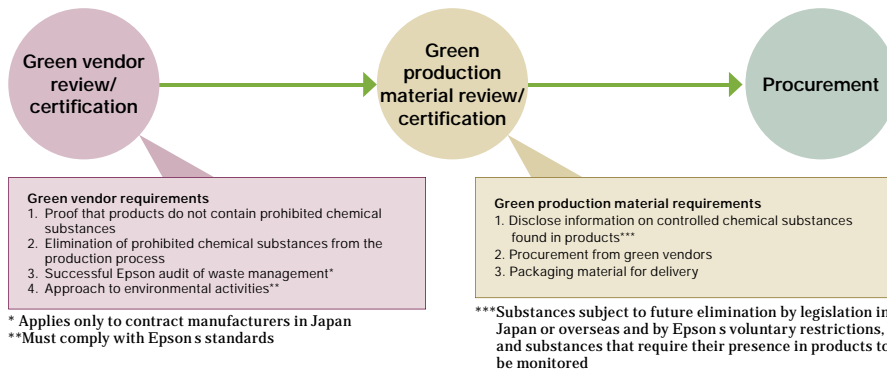 Green vendor
review/
certification
Green
production
material review/
certification
Procurement
Green vendor requirements
1. Proof that products do not contain prohibited chemical
substances
2. Elimination of prohibited chemical substances from the
production process
3. Successful Epson audit of waste management*
4. Approach to environmental activities**
* Applies only to contract manufacturers in Japan
**Must comply with Epson s standards
Green production material requirements
1. Disclose information on controlled chemical substances
found in products***
2. Procurement from green vendors
3. Packaging material for delivery
***Substances subject to future elimination by legislation in
Japan or overseas and by Epson s voluntary restrictions,
and substances that require their presence in products to
be monitored